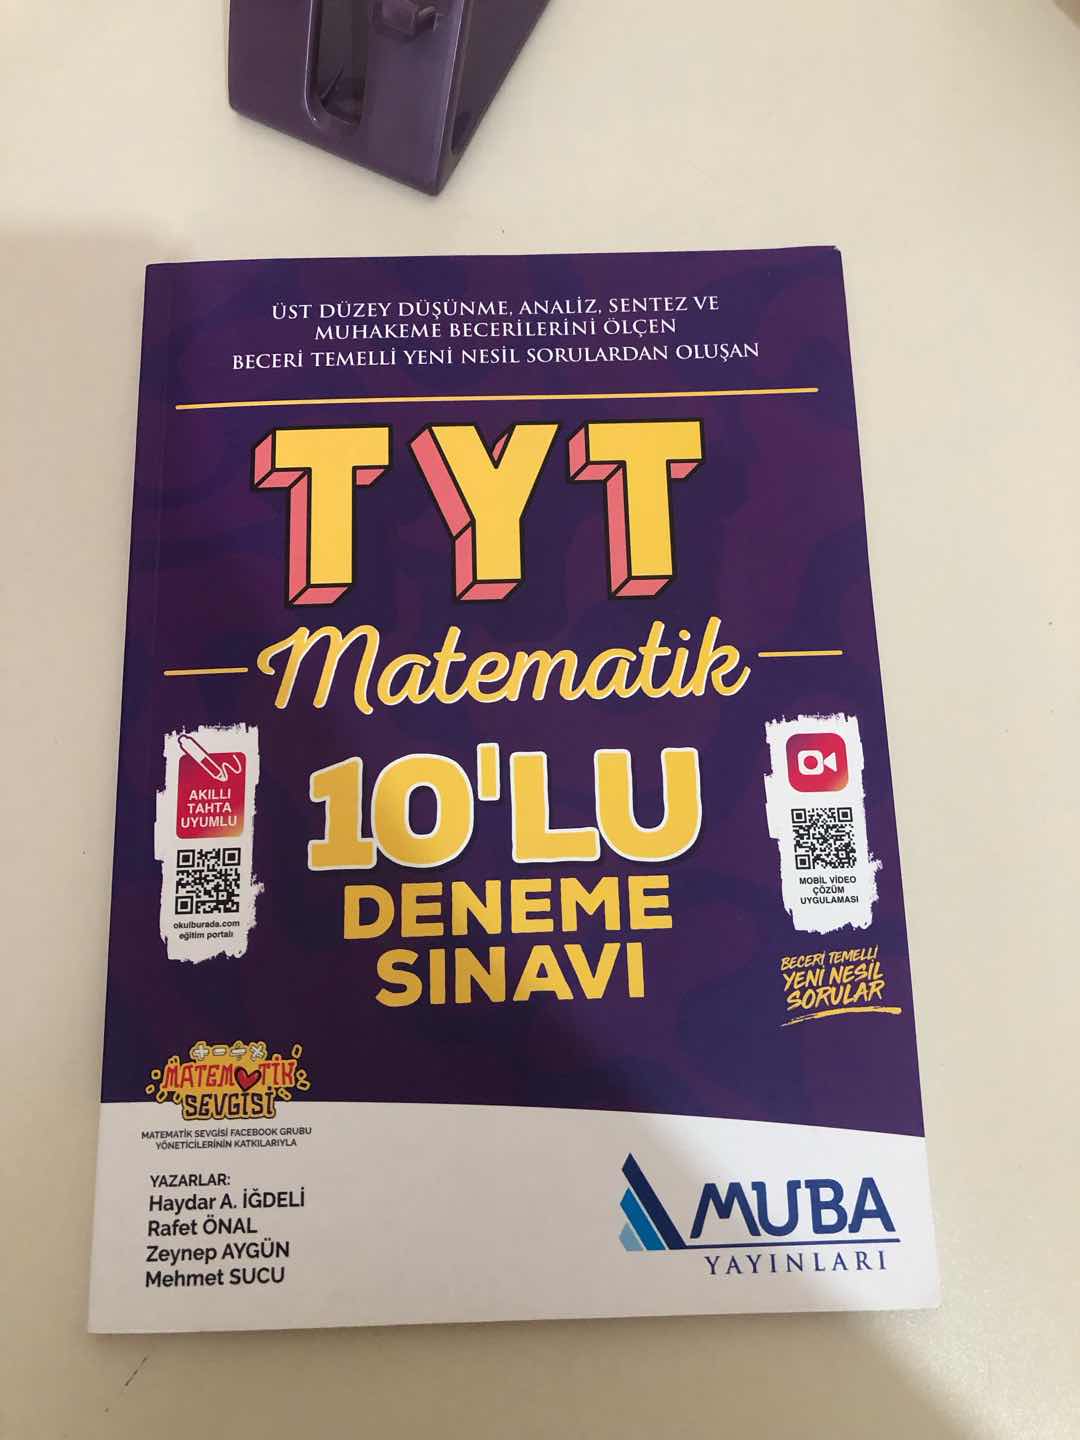 ÜST DÜZEY DÜŞÜNME, ANALİZ, SENTEZ VE
MUHAKEME BECERİLERİNİ ÖLÇEN
BECERİ TEMELLİ YENİ NESİL SORULARDAN OLUŞAN
TYT
Matematik
10'LU
DENEME
SINAVI
AKILLI
TAHTA
UYUMLU
okulburada.com
eğitim portalı
MOBİL VİDEO
ÇÖZÜM
UYGULAMASI
BECERİ TEMELLİ
YENİ NESİL
SORULAR
MATEMATİK
SEVGİSİ
MATEMATİK SEVGİSİ FACEBOOK GRUBU
YÖNETİCİLERİNİN KATKILARIYLA
YAZARLAR:
Haydar A. İĞDELİ
Rafet ÖNAL
Zeynep AYGÜN
Mehmet SUCU
MUBA
YAYINLARI